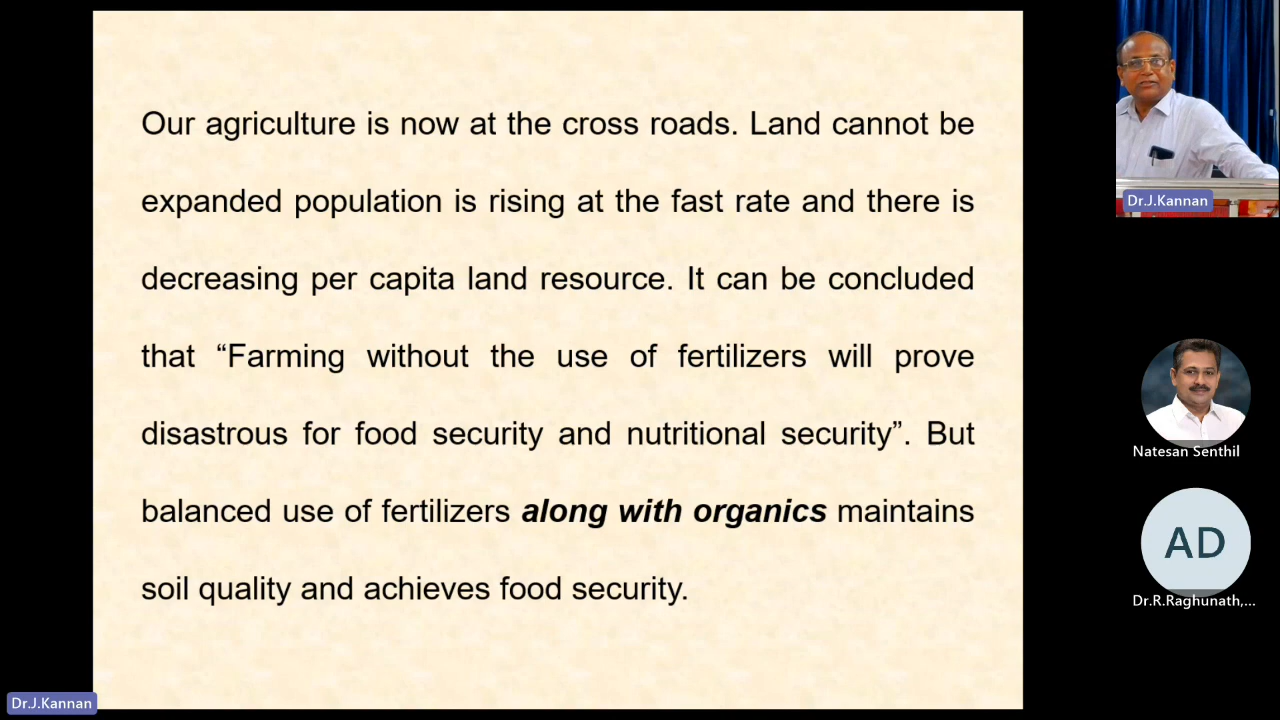 Our agriculture is now at the cross roads. Land cannot be
expanded population is rising at the fast rate and there is
decreasing per capita land resource. It can be concluded
that “Farming without the use of fertilizers will prove
disastrous for food security and nutritional security”. But
balanced use of fertilizers along with organics maintains
soil quality and achieves food security.
Dr.J.Kannan
Natesan Senthil
AD
Dr.R.Raghunath,...
Dr.J.Kannan